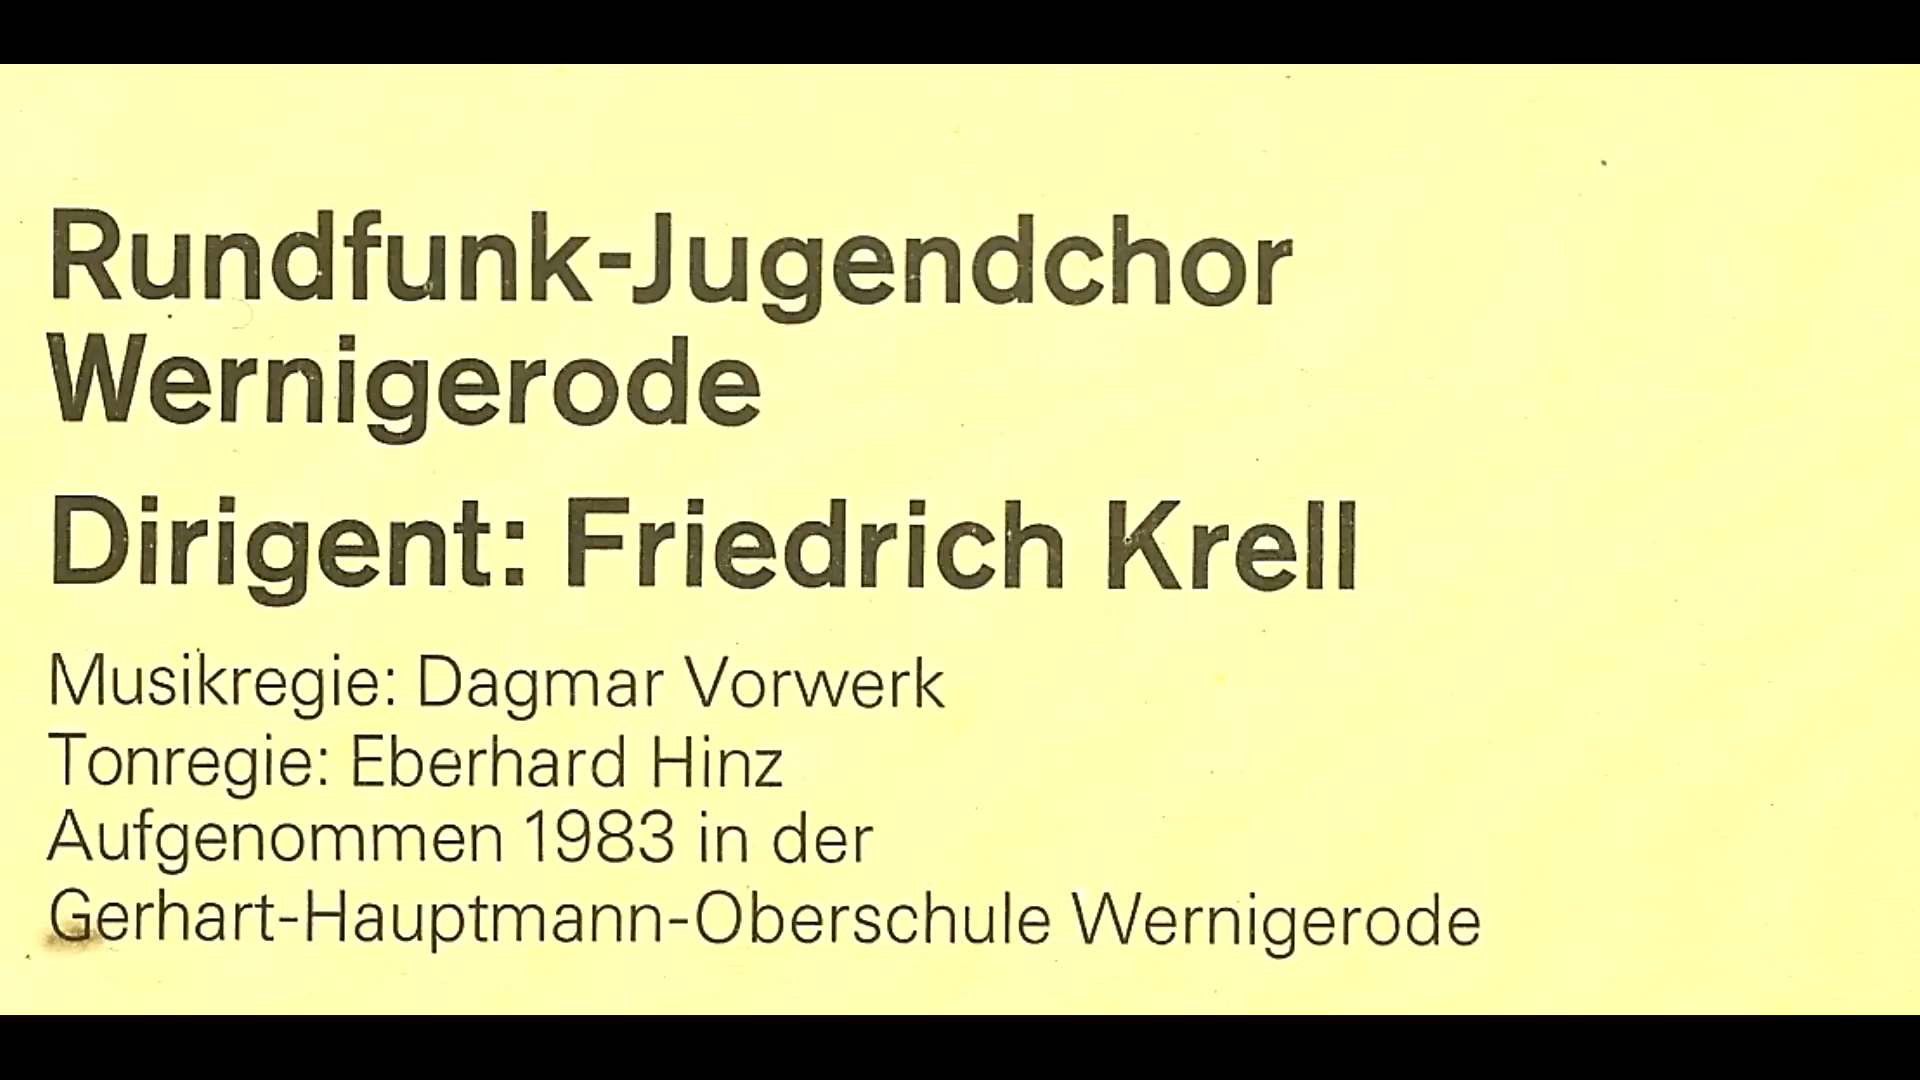 Rundfunk-Jugendchor
Wernigerode
Dirigent: Friedrich Krell
Musikregie: Dagmar Vorwerk
Tonregie: Eberhard Hinz
Aufgenommen 1983 in der
Gerhart-Hauptmann-Oberschule Wernigerode